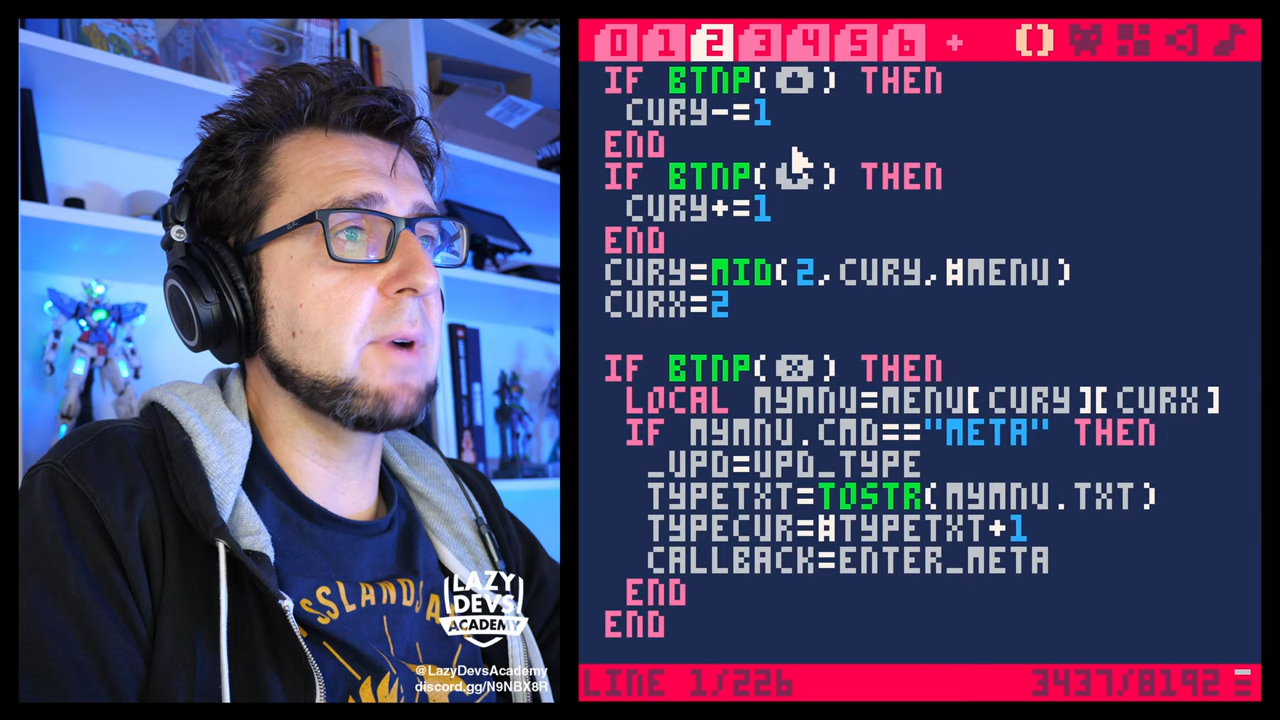 0 1 2 3 4 5 6 +
IF BTNP(⬆️) THEN
CURY-=1
END
IF BTNP(⬇️) THEN
CURY+=1
END
CURY=MID(2,CURY,#MENU)
CURX=2
IF BTNP(❎) THEN
LOCAL MYMNU=MENU[CURY][CURX]
IF MYMNU.CMD=="META" THEN
_UPD=UPD_TYPE
TYPETXT=TOSTR(MYMNU.TXT)
TYPECUR=#TYPETXT+1
CALLBACK=ENTER_META
END
END
LINE 1/226 3437/8192
SSLANDS
LAZY
DEVS
ACADEMY
@LazyDevsAcademy
discord.gg/N9NBX8R